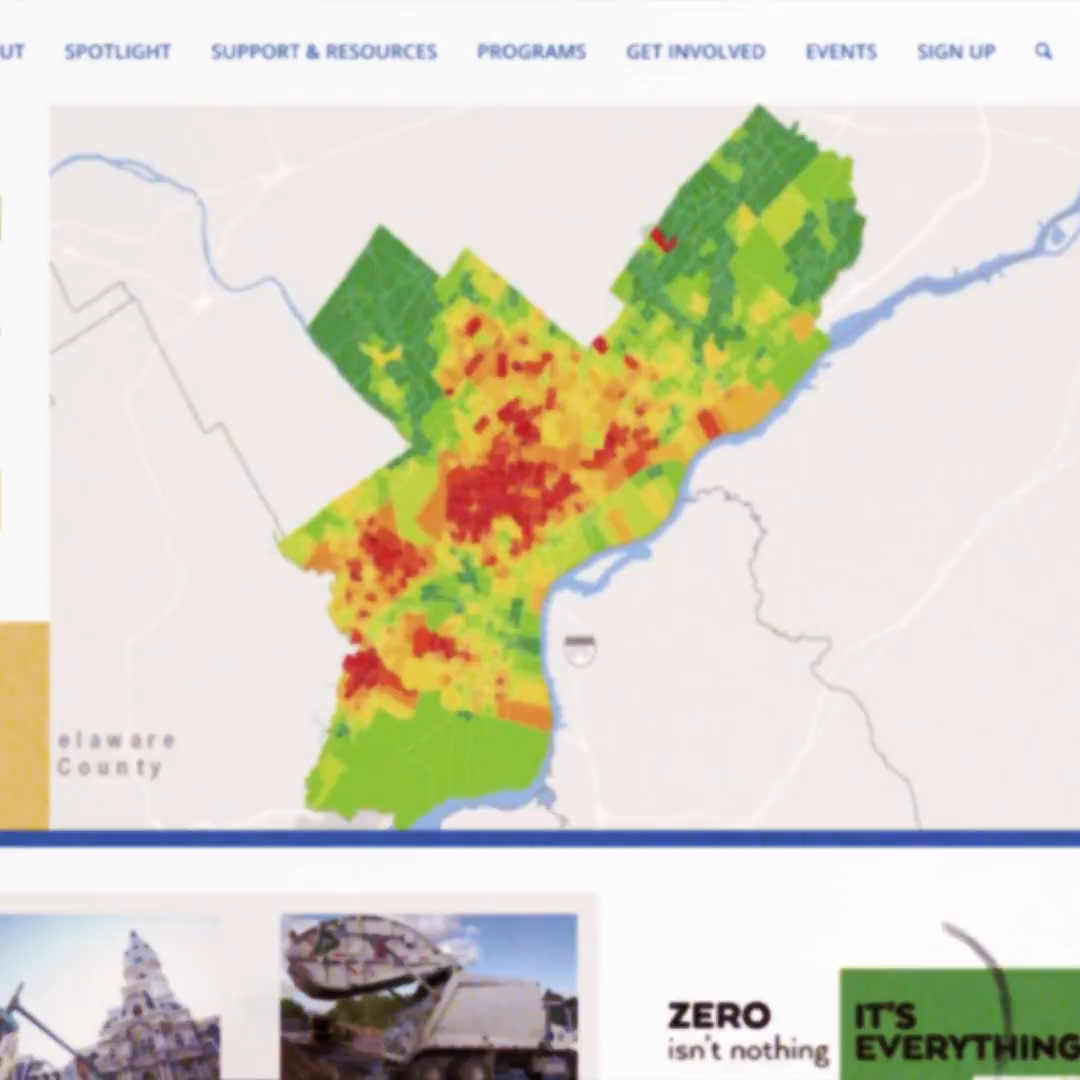 UT SPOTLIGHT SUPPORT & RESOURCES PROGRAMS GET INVOLVED EVENTS SIGN UP
elaware
County
ZERO
isn't nothing
IT'S
EVERYTHING